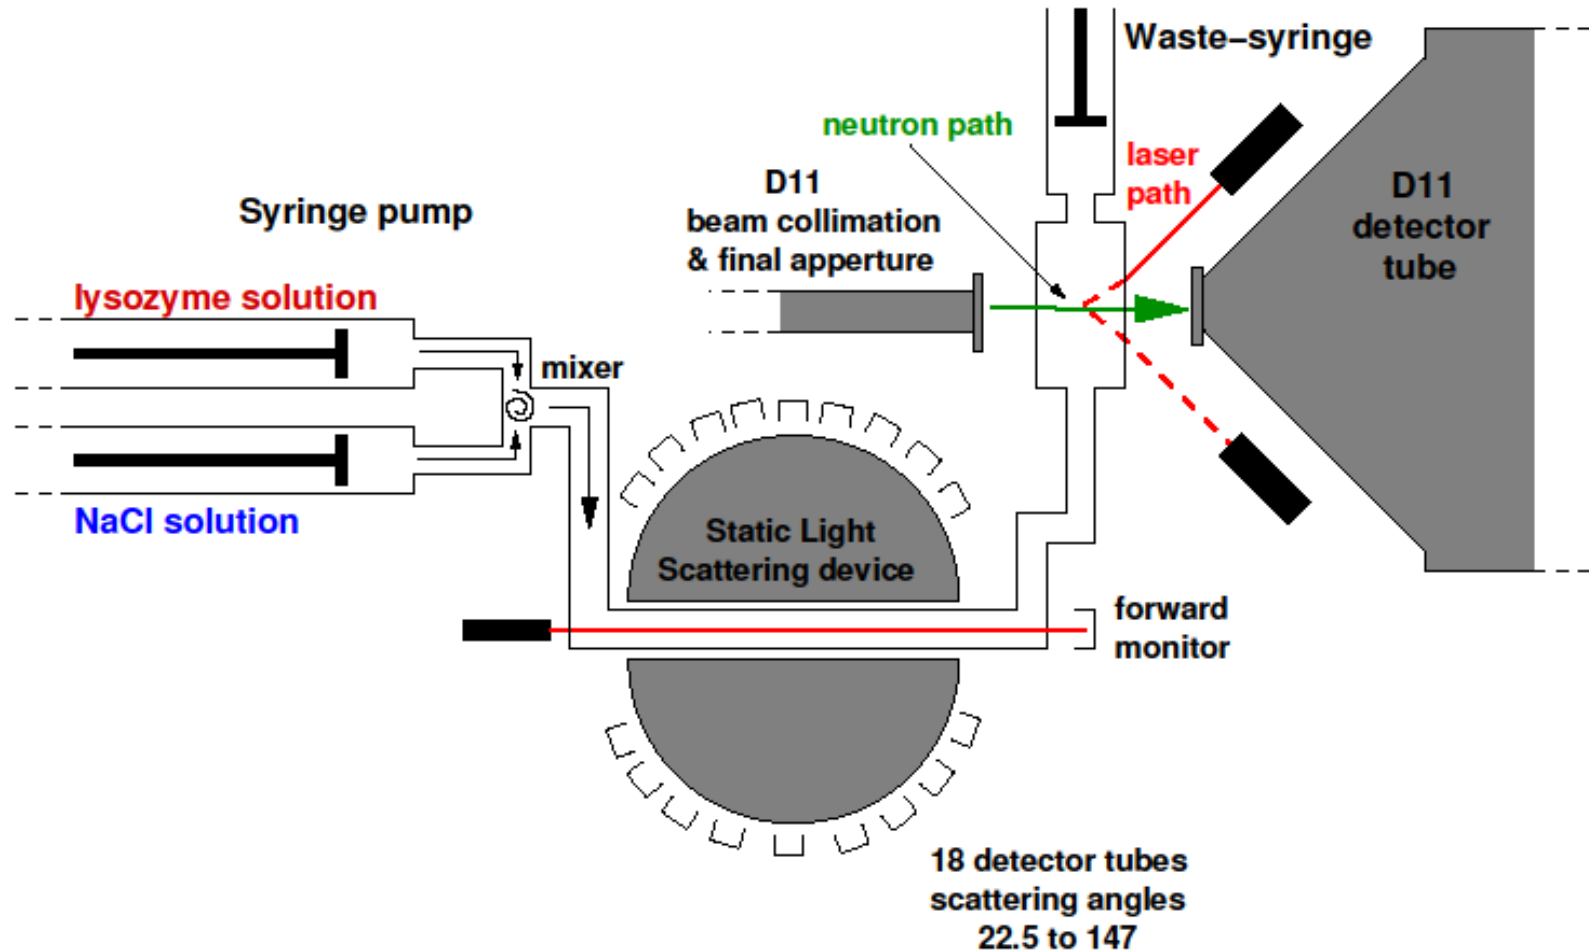 Waste–syringe
neutron path
laser
path
D11
beam collimation
& final apperture
D11
detector
tube
Syringe pump
lysozyme solution
mixer
NaCl solution
Static Light
Scattering device
forward
monitor
18 detector tubes
scattering angles
22.5 to 147